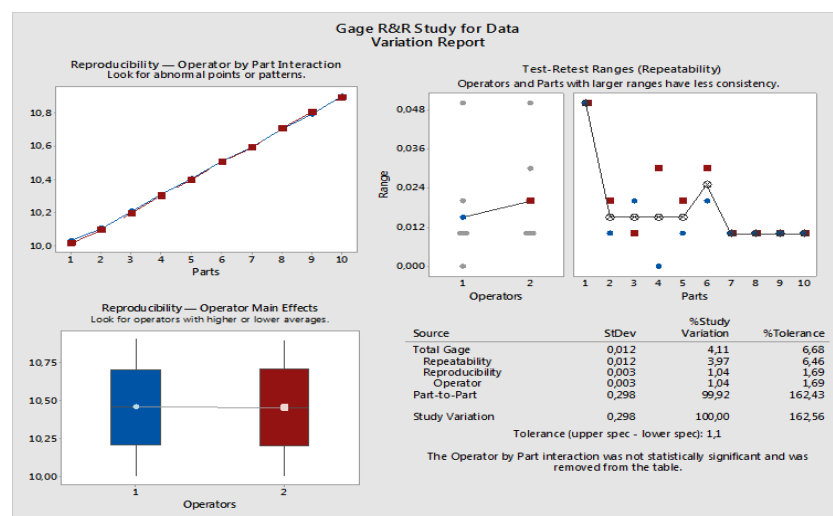 Gage R&R Study for Data
Variation Report
Reproducibility — Operator by Part Interaction
Look for abnormal points or patterns.
10,8
10,6
10,4
10,2
10,0
1 2 3 4 5 6 7 8 9 10
Parts
Test-Retest Ranges (Repeatability)
Operators and Parts with larger ranges have less consistency.
Range
0,048
0,036
0,024
0,012
0,000
1 2
Operators
1 2 3 4 5 6 7 8 9 10
Parts
Reproducibility — Operator Main Effects
Look for operators with higher or lower averages.
10,75
10,50
10,25
10,00
1 2
Operators
%Study
Source StDev Variation %Tolerance
Total Gage 0,012 4,11 6,68
Repeatability 0,012 3,97 6,46
Reproducibility 0,003 1,04 1,69
Operator 0,003 1,04 1,69
Part-to-Part 0,298 99,92 162,43
Study Variation 0,298 100,00 162,56
Tolerance (upper spec - lower spec): 1,1
The Operator by Part interaction was not statistically significant and was
removed from the table.